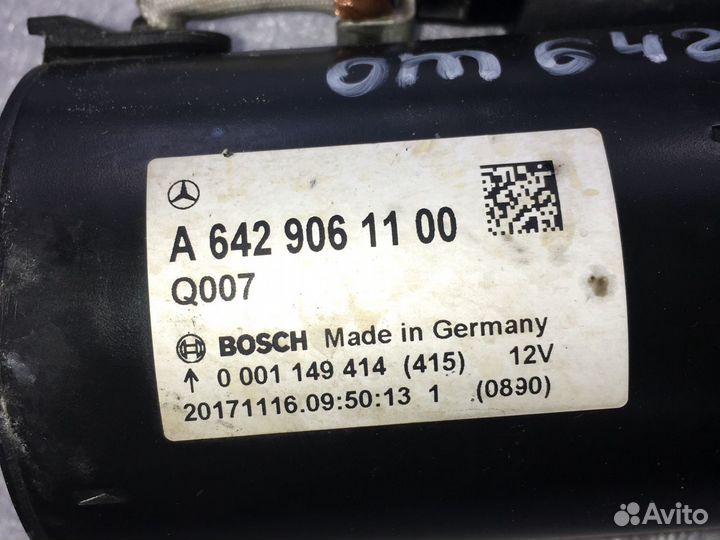 OM 642
A 642 906 11 00
Q007
BOSCH Made in Germany
↑ 0 001 149 414 (415) 12V
20171116.09:50:13 1 (0890)
Avito